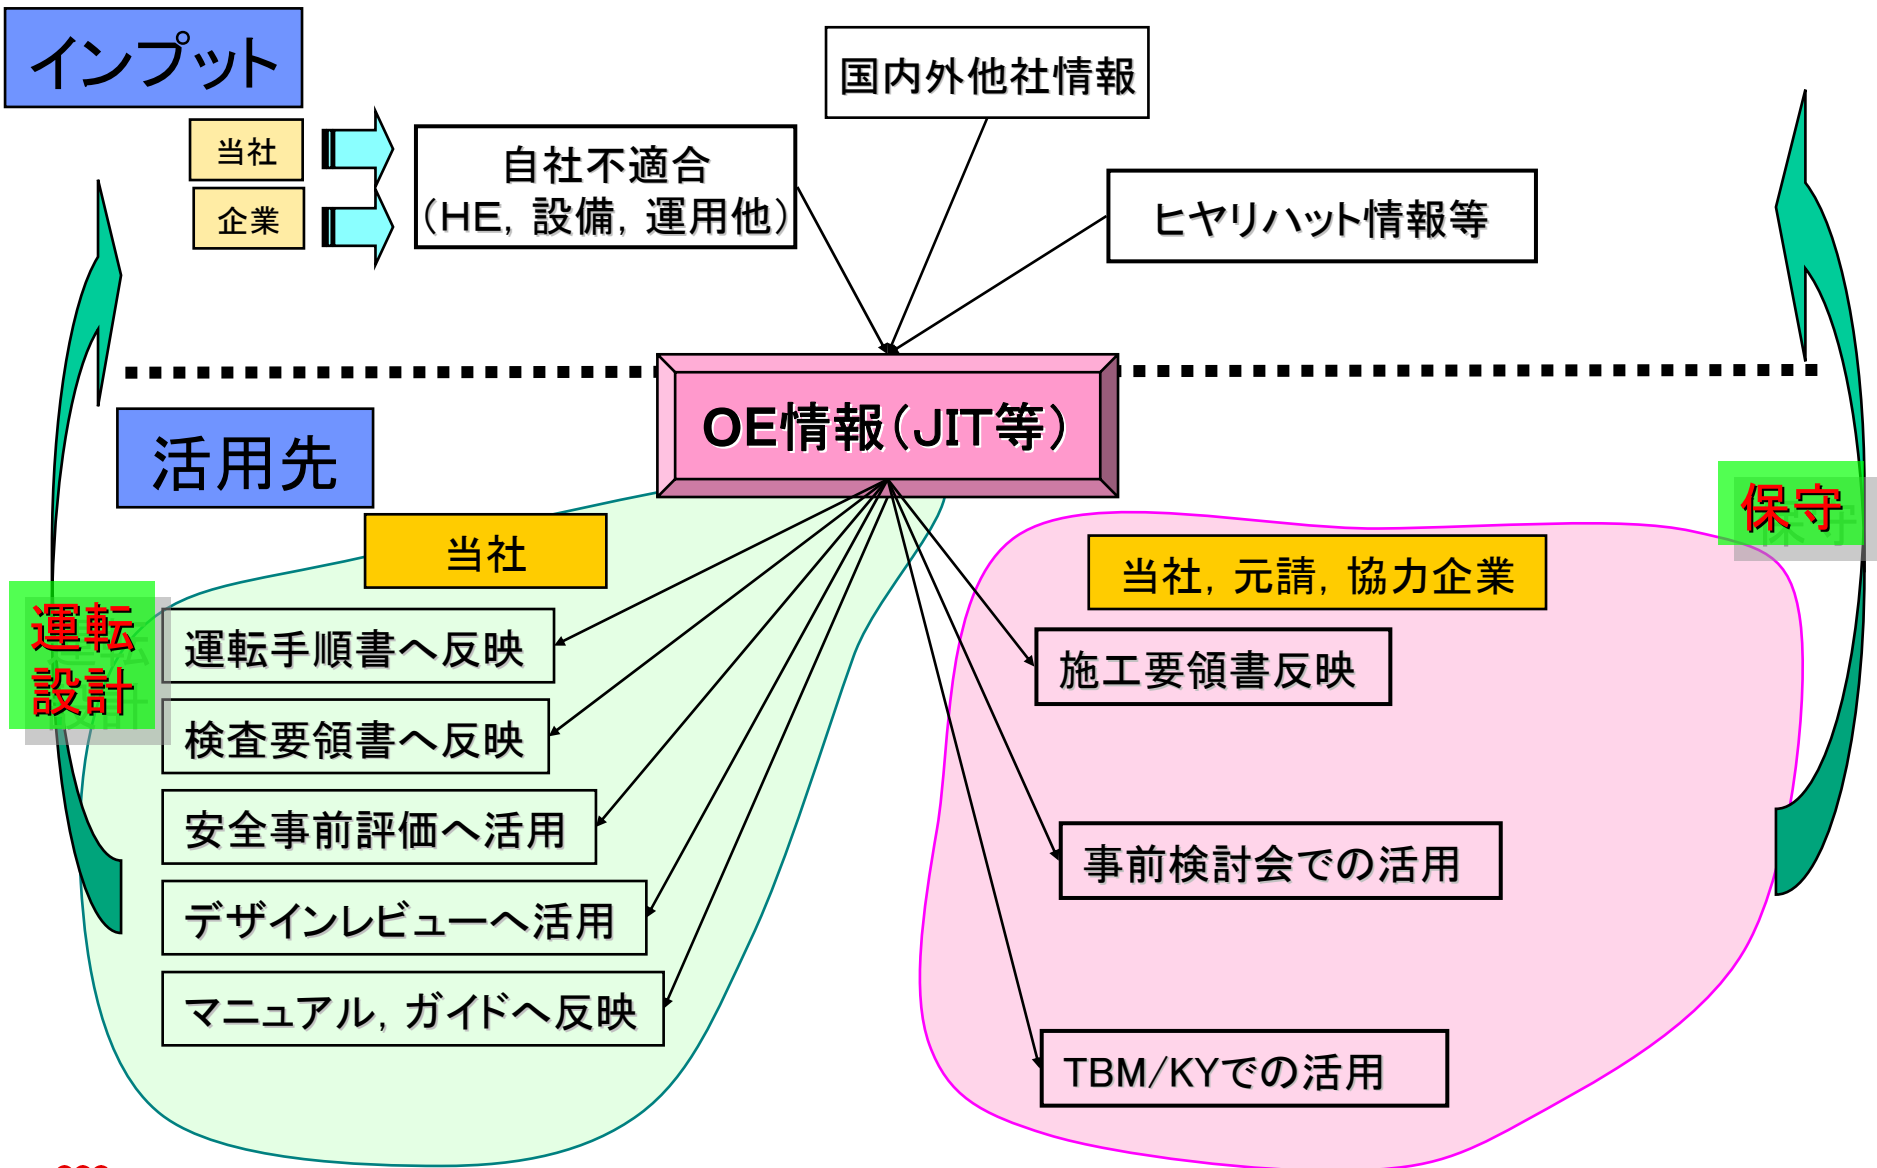 インプット
国内外他社情報
当社
企業
自社不適合
(HE, 設備, 運用他)
ヒヤリハット情報等
OE情報(JIT等)
活用先
当社
当社, 元請, 協力企業
保守
運転
設計
運転手順書へ反映
検査要領書へ反映
安全事前評価へ活用
デザインレビューへ活用
マニュアル, ガイドへ反映
施工要領書反映
事前検討会での活用
TBM/KYでの活用